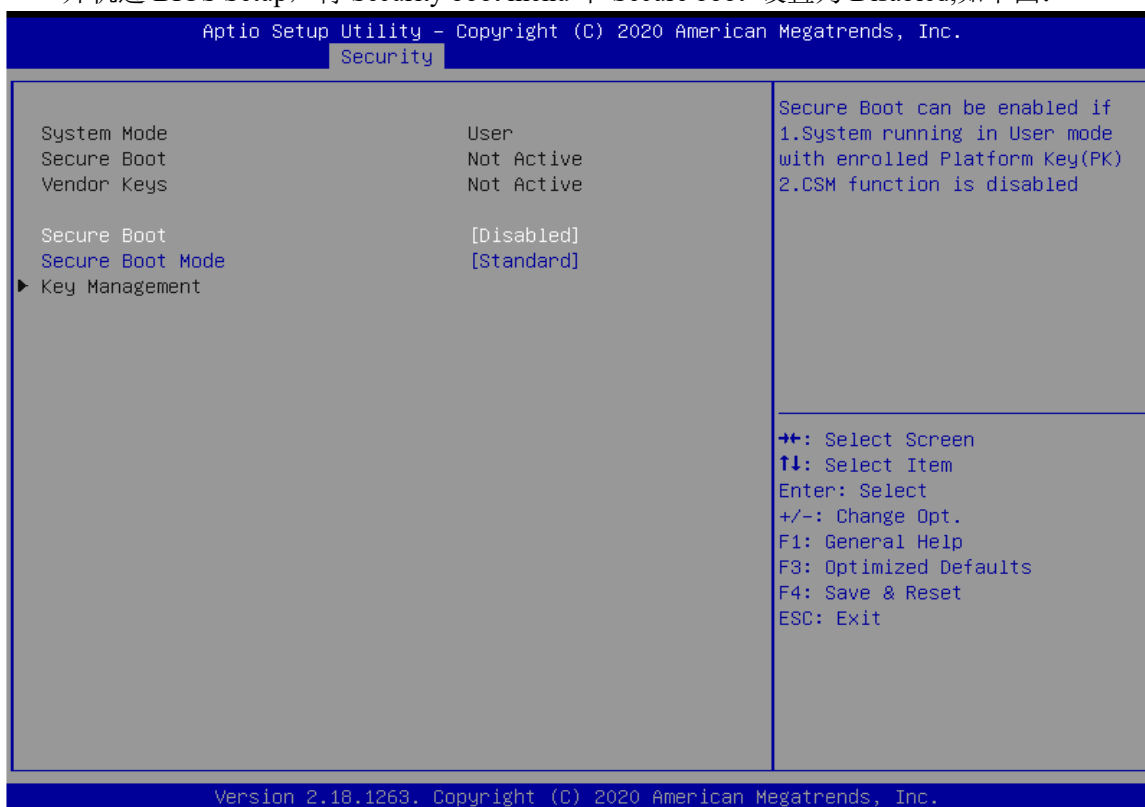 Aptio Setup Utility – Copyright (C) 2020 American Megatrends, Inc.
Security
System Mode User
Secure Boot Not Active
Vendor Keys Not Active
Secure Boot [Disabled]
Secure Boot Mode [Standard]
Key Management
Secure Boot can be enabled if
1.System running in User mode
with enrolled Platform Key(PK)
2.CSM function is disabled
→←: Select Screen
↑↓: Select Item
Enter: Select
+/-: Change Opt.
F1: General Help
F3: Optimized Defaults
F4: Save & Reset
ESC: Exit
Version 2.18.1263. Copyright (C) 2020 American Megatrends, Inc.